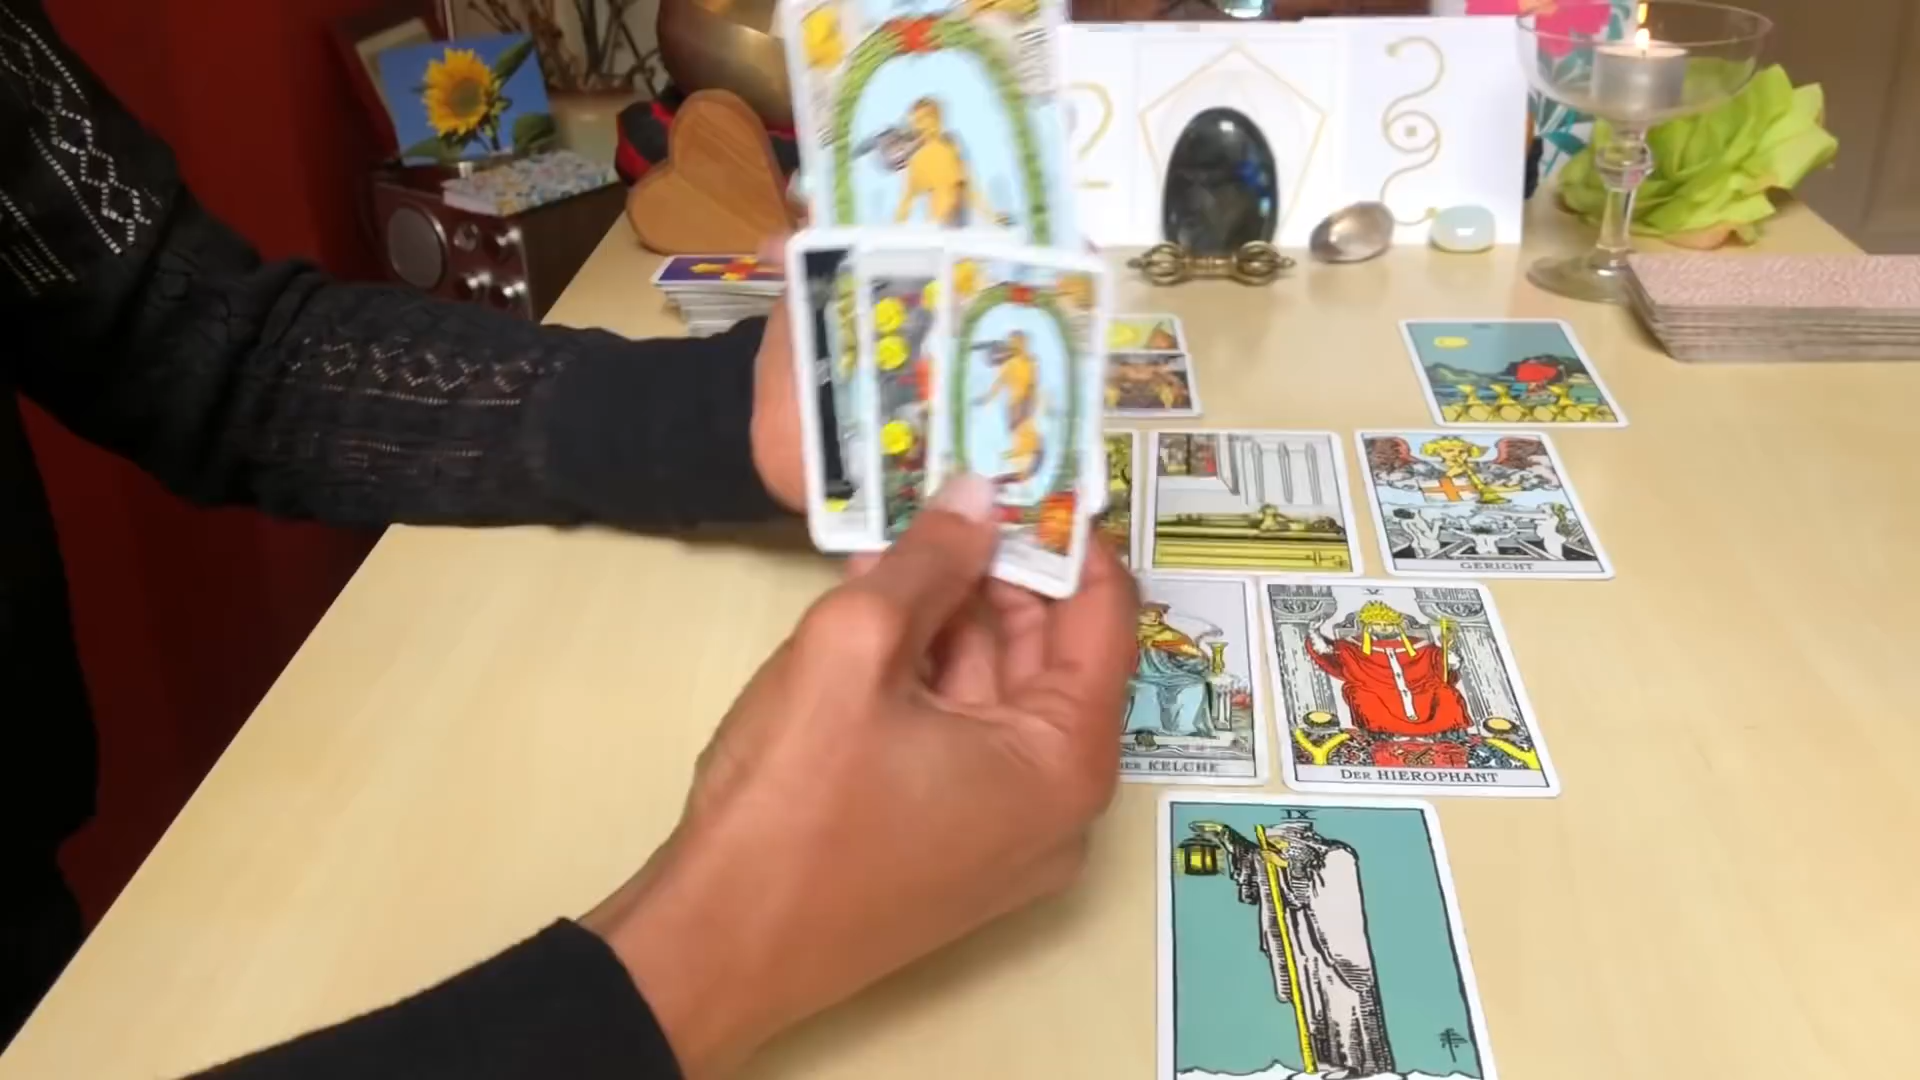 GERICHT
KELCHE
V
DER HIEROPHANT
IX